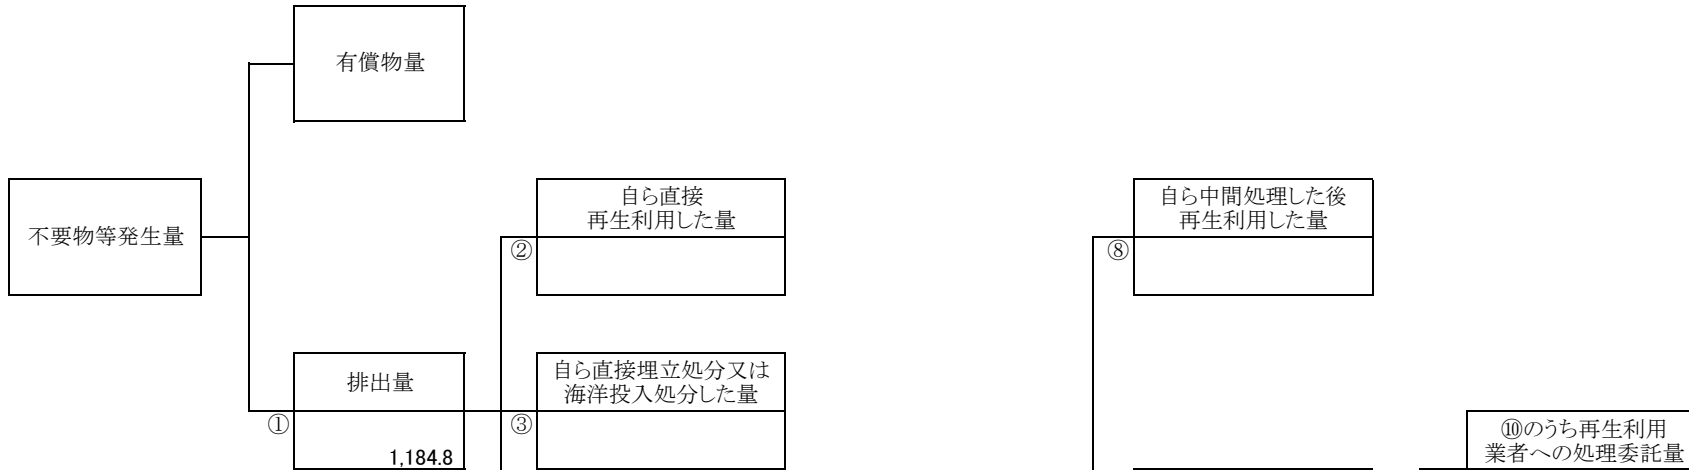 有償物量
不要物等発生量
自ら直接
再生利用した量
②
自ら中間処理した後
再生利用した量
⑧
排出量
①
1,184.8
自ら直接埋立処分又は
海洋投入処分した量
③
⑩のうち再生利用
業者への処理委託量